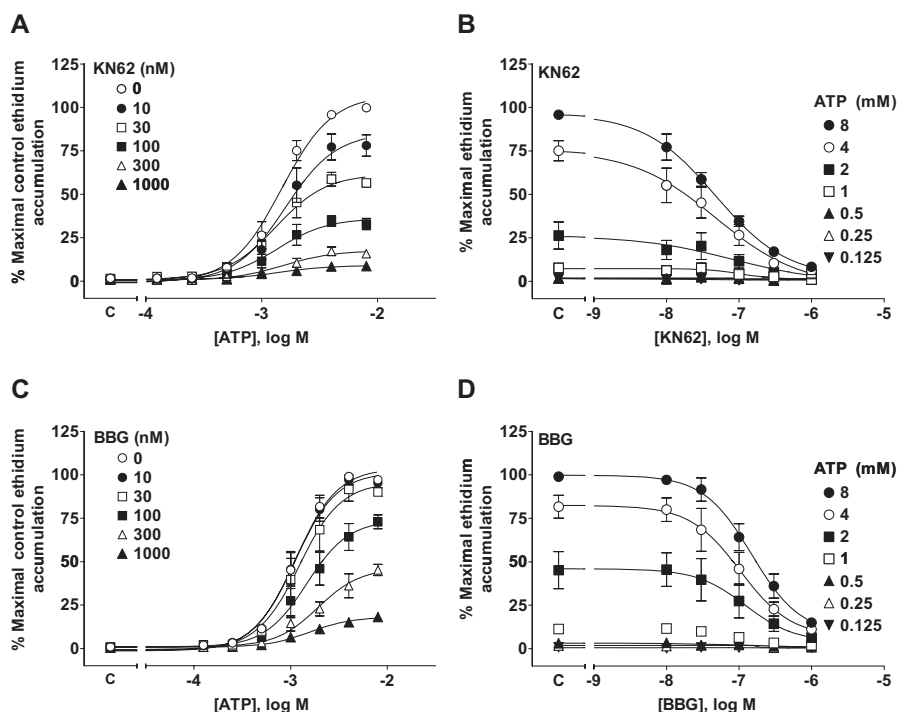 A
KN62 (nM)
0
10
30
100
300
1000
% Maximal control ethidium
accumulation
125
100
75
50
25
0
C
-4
-3
-2
[ATP], log M
B
KN62
ATP (mM)
8
4
2
1
0.5
0.25
0.125
% Maximal ethidium
accumulation
125
100
75
50
25
0
C
-9
-8
-7
-6
-5
[KN62], log M
C
BBG (nM)
0
10
30
100
300
1000
% Maximal control ethidium
accumulation
125
100
75
50
25
0
C
-4
-3
-2
[ATP], log M
D
BBG
ATP (mM)
8
4
2
1
0.5
0.25
0.125
% Maximal ethidium
accumulation
125
100
75
50
25
0
C
-9
-8
-7
-6
-5
[BBG], log M